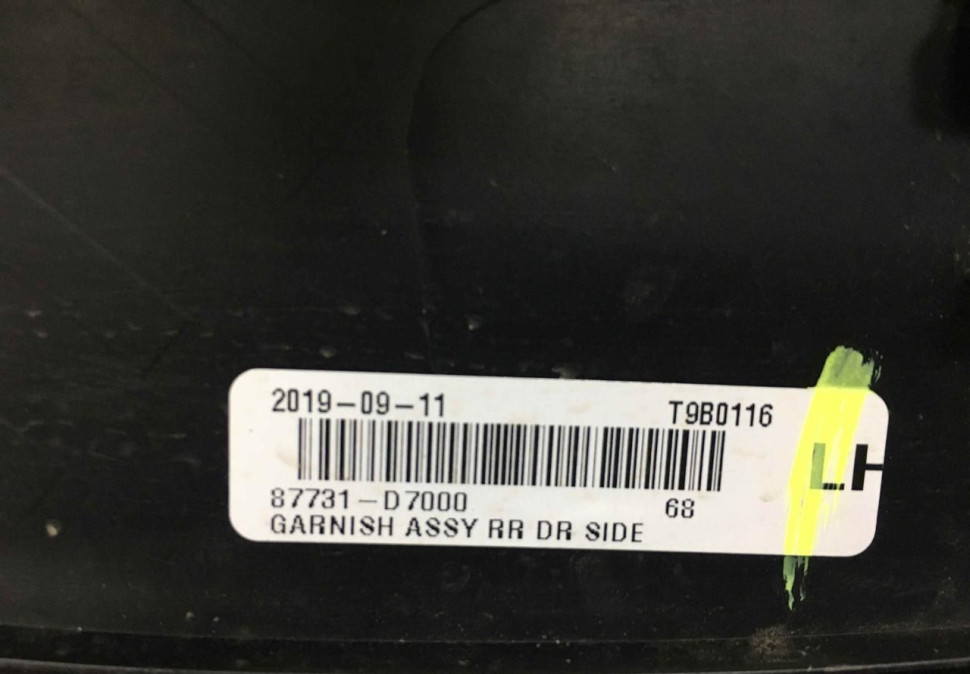 2019-09-11 T9B0116
LH
87731-D7000 68
GARNISH ASSY RR DR SIDE